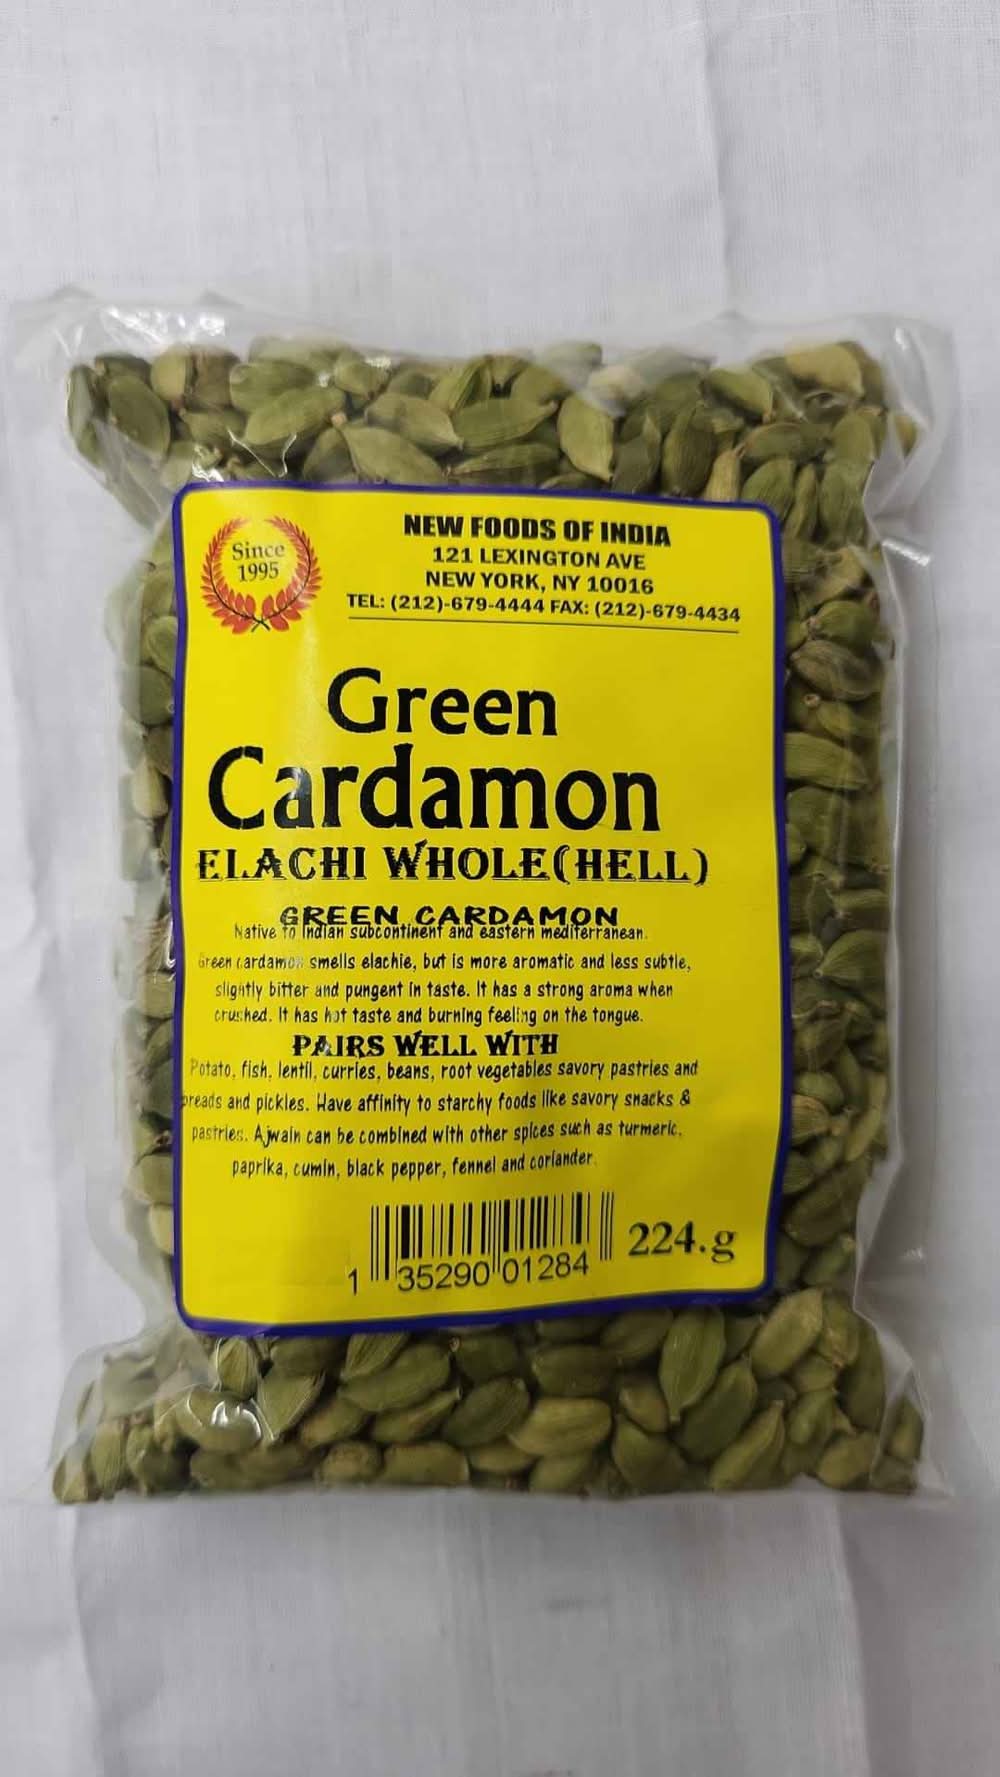 Since
1995
NEW FOODS OF INDIA
121 LEXINGTON AVE
NEW YORK, NY 10016
TEL: (212)-679-4444 FAX: (212)-679-4434
Green
Cardamon
ELACHI WHOLE(HELL)
GREEN CARDAMON
Native to Indian subcontinent and eastern mediterranean.
Green cardamon smells elachie, but is more aromatic and less subtle,
slightly bitter and pungent in taste. It has a strong aroma when
crushed. It has hot taste and burning feeling on the tongue.
PAIRS WELL WITH
Potato, fish, lentil, curries, beans, root vegetables savory pastries and
breads and pickles. Have affinity to starchy foods like savory snacks &
pastries. Ajwain can be combined with other spices such as turmeric,
paprika, cumin, black pepper, fennel and coriander.
1 35290 01284
224.g